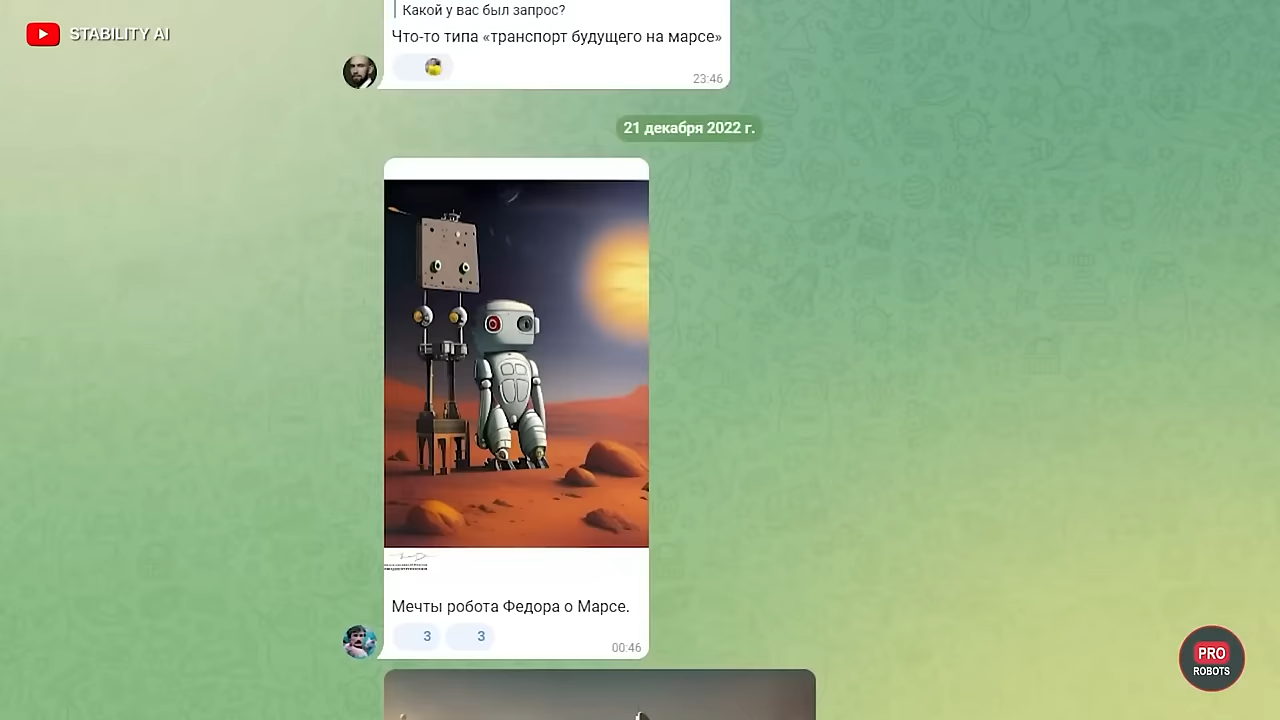 STABILITY AI
Какой у вас был запрос?
Что-то типа «транспорт будущего на марсе»
23:46
21 декабря 2022 г.
Мечты робота Федора о Марсе.
3 3
00:46
PRO
ROBOTS